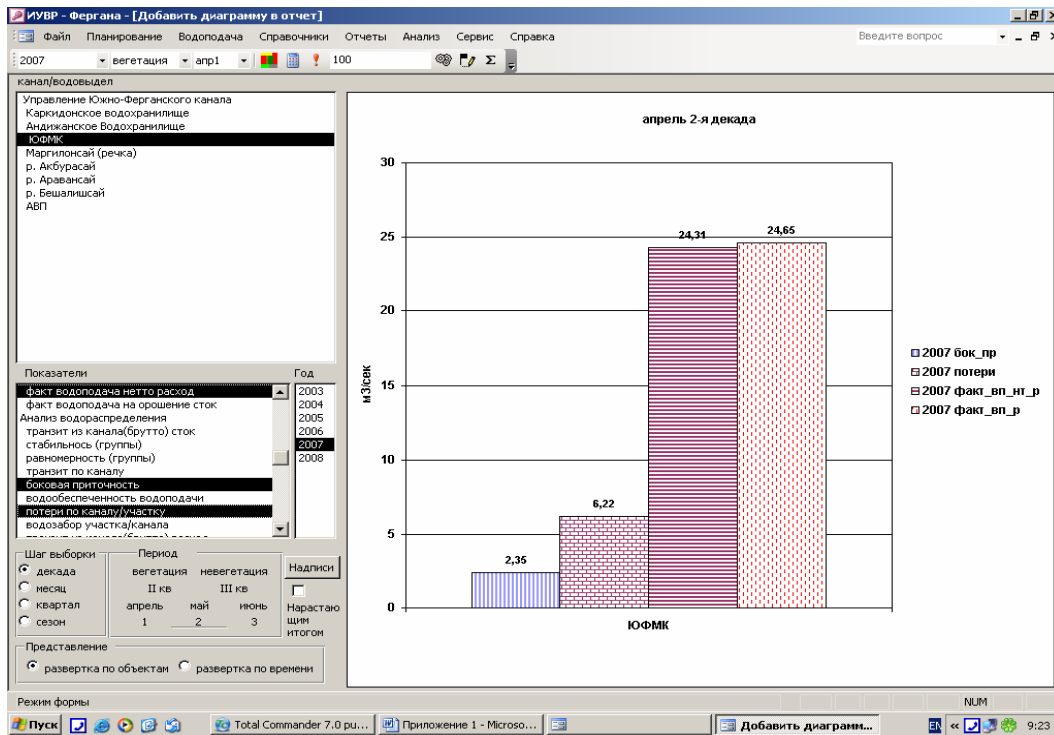 ИУВР - Фергана - [Добавить диаграмму в отчет]
Файл Планирование Водоподача Справочники Отчеты Анализ Сервис Справка Введите вопрос
2007 вегетация апр1 100
канал/водовыдел
Управление Южно-Ферганского канала
Каркидонское водохранилище
Андижанское Водохранилище
ЮФМК
Маргилонсай (речка)
р. Акбурасай
р. Аравансай
р. Бешалишсай
АВП
Показатели Год
факт водоподача нетто расход
факт водоподача на орошение сток
Анализ водораспределения
транзит из канала(брутто) сток
стабильнось (группы)
равномерность (группы)
транзит по каналу
боковая приточность
водообеспеченность водоподачи
потери по каналу/участку
водозабор участка/канала
2003
2004
2005
2006
2007
2008
Шаг выборки
декада
месяц
квартал
сезон
Период
вегетация невегетация
II кв III кв
апрель май июнь
1 2 3
Надписи
Нарастаю
щим
итогом
Представление
развертка по объектам развертка по времени
апрель 2-я декада
м3/сек
30
25
20
15
10
5
0
2,35
6,22
24,31
24,65
ЮФМК
2007 бок_пр
2007 потери
2007 факт_вп_нт_р
2007 факт_вп_р
Режим формы NUM
Пуск Total Commander 7.0 pu... Приложение 1 - Microso... Добавить диаграмм... EN 9:23